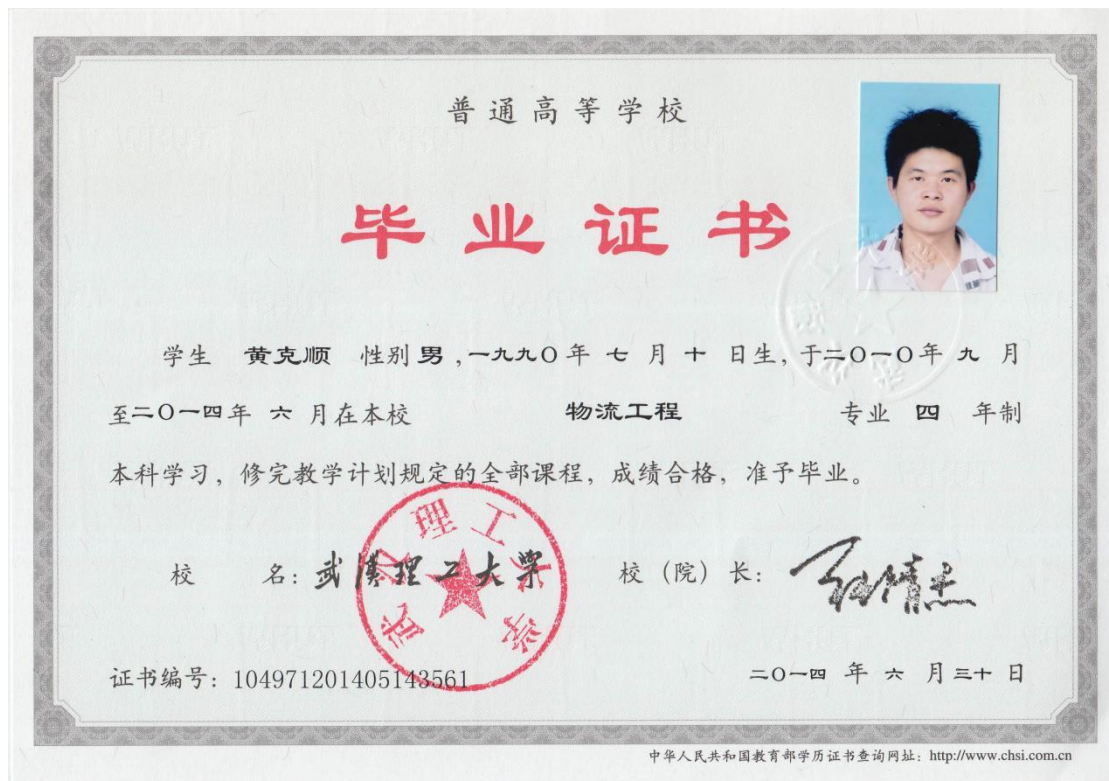 普通高等学校
毕业证书
学生 黄克顺 性别 男，一九九〇年 七 月 十 日生，于二〇一〇年 九 月
至二〇一四年 六 月在本校 物流工程 专业 四 年制
本科学习，修完教学计划规定的全部课程，成绩合格，准予毕业。
校 名：武漢理工大學 校（院）长：
武汉理工大学
证书编号：104971201405143561 二〇一四 年 六 月 三十 日
中华人民共和国教育部学历证书查询网址：http://www.chsi.com.cn